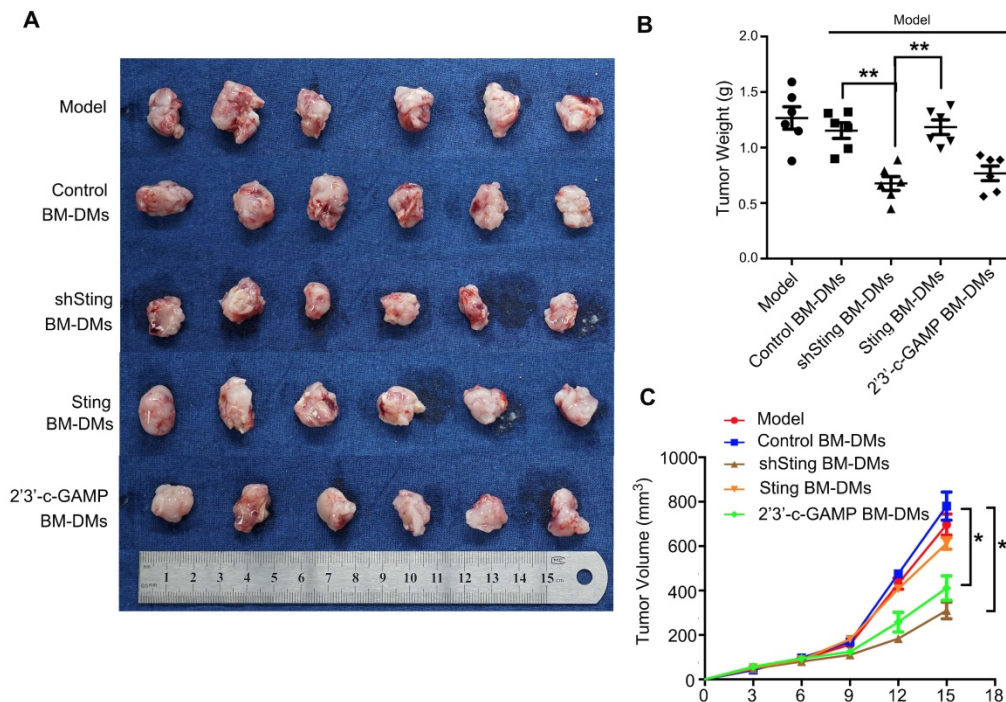 A
Model
Control
BM-DMs
shSting
BM-DMs
Sting
BM-DMs
2'3'-c-GAMP
BM-DMs
1 2 3 4 5 6 7 8 9 10 11 12 13 14 15 cm
B
Model
Tumor Weight (g)
2.0
1.5
1.0
0.5
0.0
**
**
Model
Control BM-DMs
shSting BM-DMs
Sting BM-DMs
2'3'-c-GAMP BM-DMs
C
Model
Control BM-DMs
shSting BM-DMs
Sting BM-DMs
2'3'-c-GAMP BM-DMs
Tumor Volume (mm³)
1000
800
600
400
200
0
*
*
0 3 6 9 12 15 18